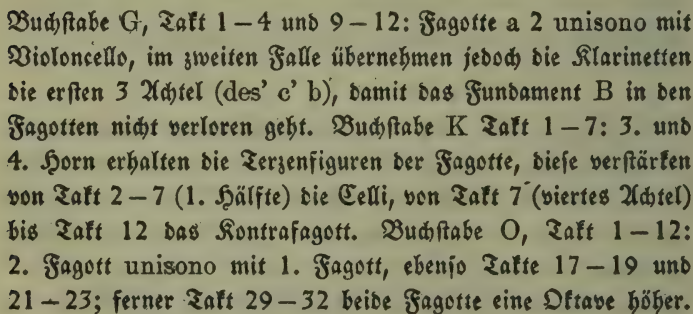 Buchstabe G, Takt 1–4 und 9–12: Fagotte a 2 unisono mit
Violoncello, im zweiten Falle übernehmen jedoch die Klarinetten
die ersten 3 Achtel (des' c' b), damit das Fundament B in den
Fagotten nicht verloren geht. Buchstabe K Takt 1–7: 3. und
4. Horn erhalten die Terzenfiguren der Fagotte, diese verstärken
von Takt 2–7 (1. Hälfte) die Celli, von Takt 7 (viertes Achtel)
bis Takt 12 das Kontrafagott. Buchstabe O, Takt 1–12:
2. Fagott unisono mit 1. Fagott, ebenso Takte 17–19 und
21–23; ferner Takt 29–32 beide Fagotte eine Oktave höher.